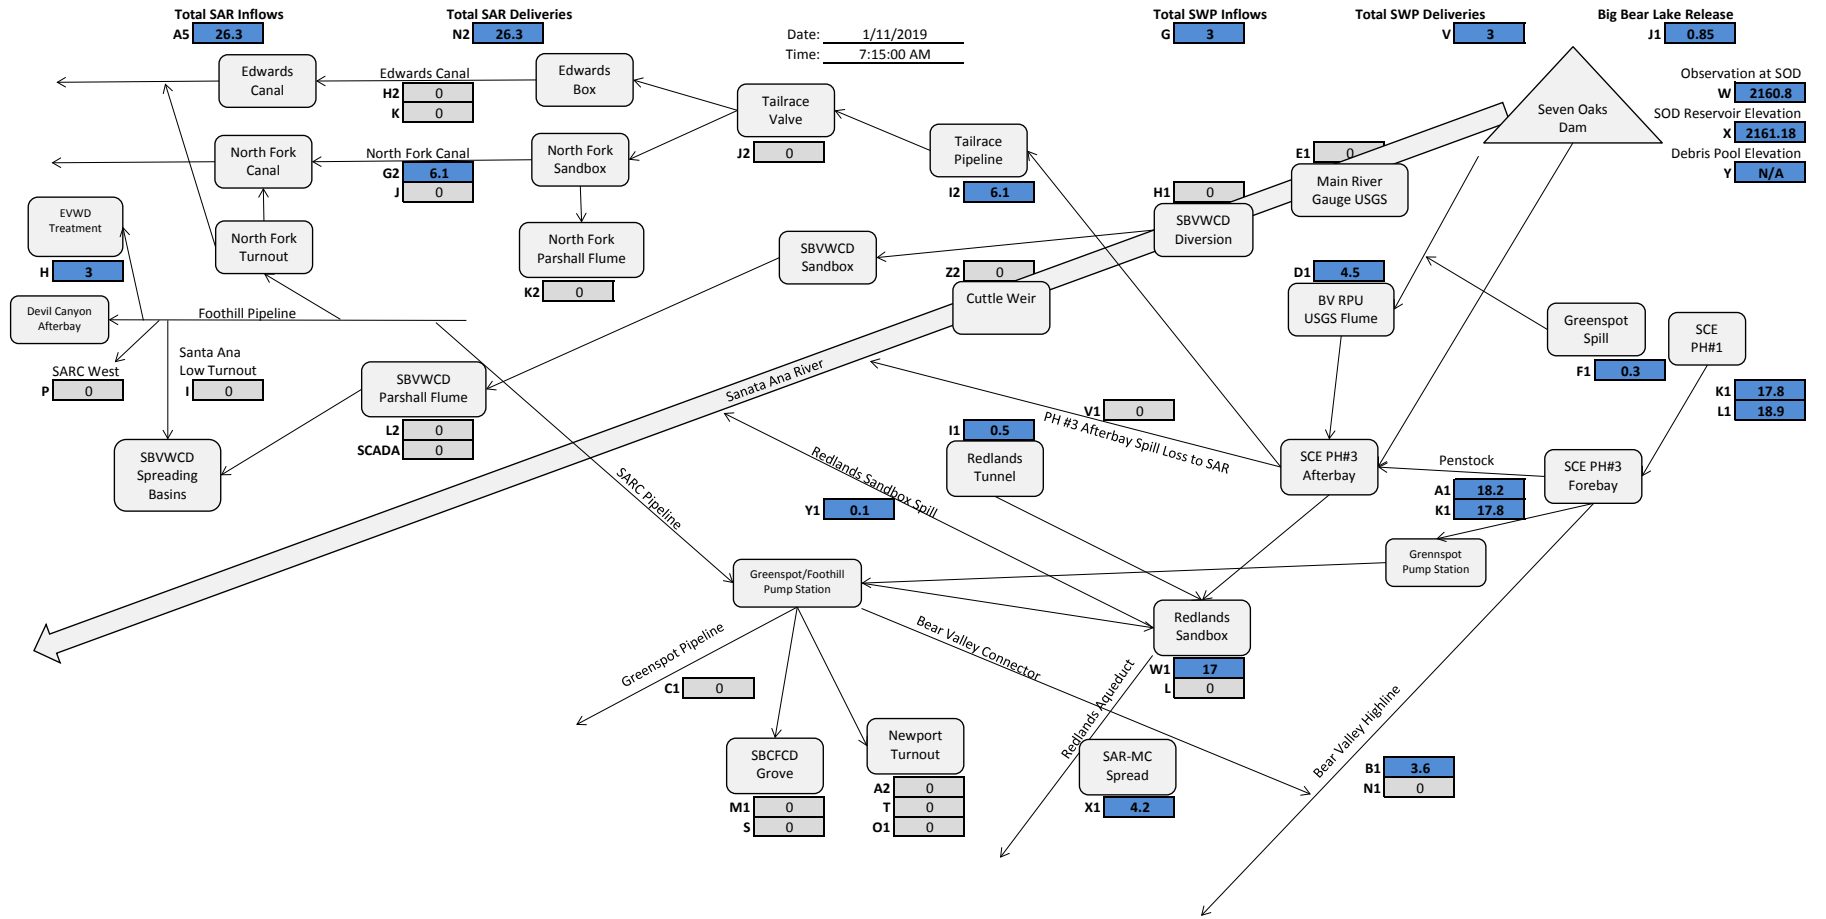 Total SAR Inflows
A5 26.3
Total SAR Deliveries
N2 26.3
Date: 1/11/2019
Time: 7:15:00 AM
Total SWP Inflows
G 3
Total SWP Deliveries
V 3
Big Bear Lake Release
J1 0.85
Observation at SOD
W 2160.8
SOD Reservoir Elevation
X 2161.18
Debris Pool Elevation
Y N/A
Seven Oaks
Dam
Edwards
Canal
Edwards Canal
H2 0
K 0
Edwards
Box
Tailrace
Valve
J2 0
Tailrace
Pipeline
I2 6.1
E1 0
Main River
Gauge USGS
H1 0
SBVWCD
Diversion
North Fork
Canal
North Fork Canal
G2 6.1
J 0
North Fork
Sandbox
EVWD
Treatment
H 3
North Fork
Turnout
North Fork
Parshall Flume
K2 0
SBVWCD
Sandbox
Z2 0
Cuttle Weir
D1 4.5
BV RPU
USGS Flume
Greenspot
Spill
F1 0.3
SCE
PH#1
K1 17.8
L1 18.9
Devil Canyon
Afterbay
Foothill Pipeline
SARC West
P 0
Santa Ana
Low Turnout
I 0
SBVWCD
Parshall Flume
L2 0
SCADA 0
Sanata Ana River
SBVWCD
Spreading
Basins
SARC Pipeline
Redlands Sandbox Spill
Y1 0.1
V1 0
PH #3 Afterbay Spill Loss to SAR
I1 0.5
Redlands
Tunnel
SCE PH#3
Afterbay
Penstock
A1 18.2
K1 17.8
SCE PH#3
Forebay
Grennspot
Pump Station
Greenspot/Foothill
Pump Station
Redlands
Sandbox
W1 17
L 0
Greenspot Pipeline
C1 0
Bear Valley Connector
Redlands Aqueduct
Bear Valley Highline
SBCFCD
Grove
M1 0
S 0
Newport
Turnout
A2 0
T 0
O1 0
SAR-MC
Spread
X1 4.2
B1 3.6
N1 0